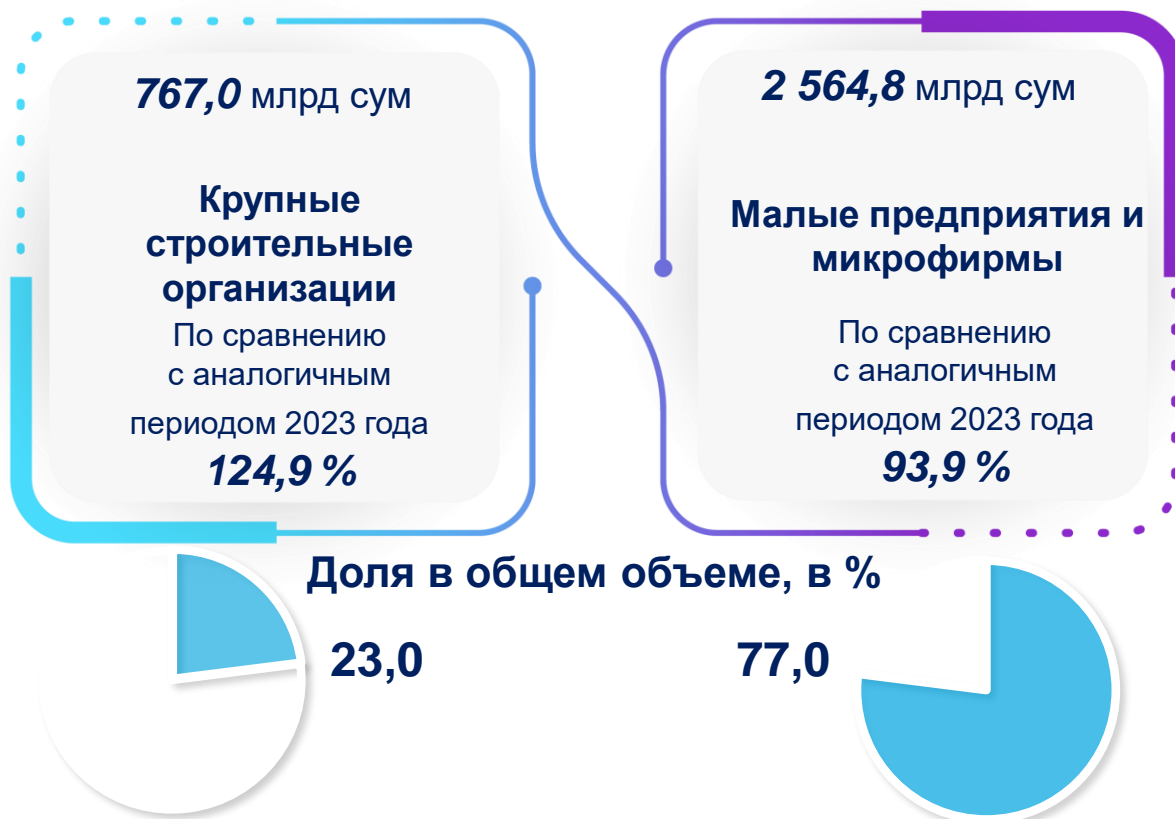 767,0 млрд сум
Крупные
строительные
организации
По сравнению
с аналогичным
периодом 2023 года
124,9 %
2 564,8 млрд сум
Малые предприятия и
микрофирмы
По сравнению
с аналогичным
периодом 2023 года
93,9 %
Доля в общем объеме, в %
23,0
77,0